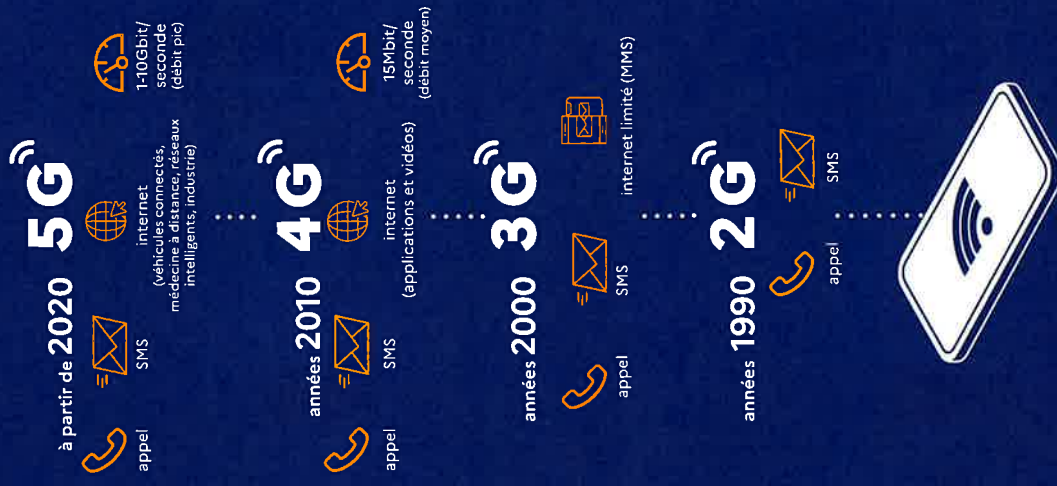 à partir de 2020 5G
appel
SMS
internet
(véhicules connectés,
médecine à distance, réseaux
intelligents, industrie)
1-10Gbit/
seconde
(débit pic)
années 2010 4G
appel
SMS
internet
(applications et vidéos)
15Mbit/
seconde
(débit moyen)
années 2000 3G
appel
SMS
internet limité (MMS)
années 1990 2G
appel
SMS